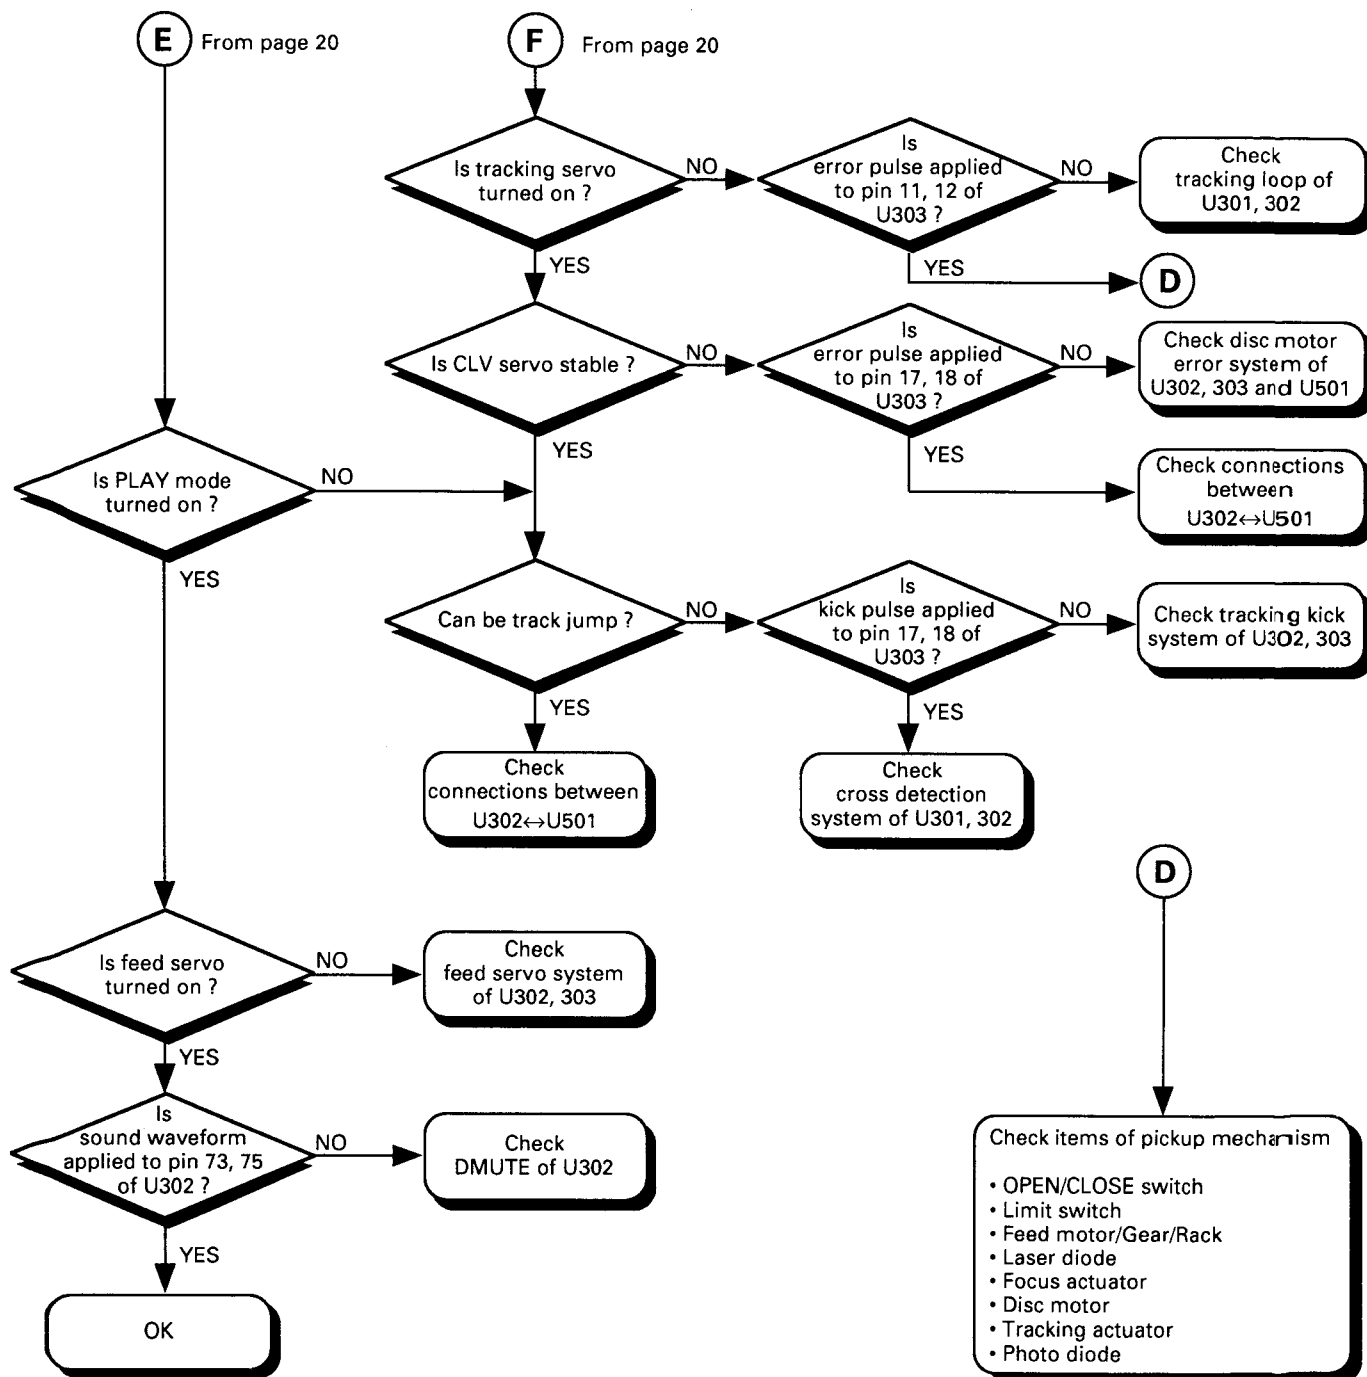 E From page 20
F From page 20
Is tracking servo
turned on ?
NO
Is
error pulse applied
to pin 11, 12 of
U303 ?
NO
Check
tracking loop of
U301, 302
YES
YES
D
Is CLV servo stable ?
NO
Is
error pulse applied
to pin 17, 18 of
U303 ?
NO
Check disc motor
error system of
U302, 303 and U501
YES
YES
Check connections
between
U302↔U501
Is PLAY mode
turned on ?
NO
YES
Can be track jump ?
NO
Is
kick pulse applied
to pin 17, 18 of
U303 ?
NO
Check tracking kick
system of U302, 303
YES
YES
Check
connections between
U302↔U501
Check
cross detection
system of U301, 302
D
Is feed servo
turned on ?
NO
Check
feed servo system
of U302, 303
YES
Is
sound waveform
applied to pin 73, 75
of U302 ?
NO
Check
DMUTE of U302
YES
OK
Check items of pickup mechanism
• OPEN/CLOSE switch
• Limit switch
• Feed motor/Gear/Rack
• Laser diode
• Focus actuator
• Disc motor
• Tracking actuator
• Photo diode